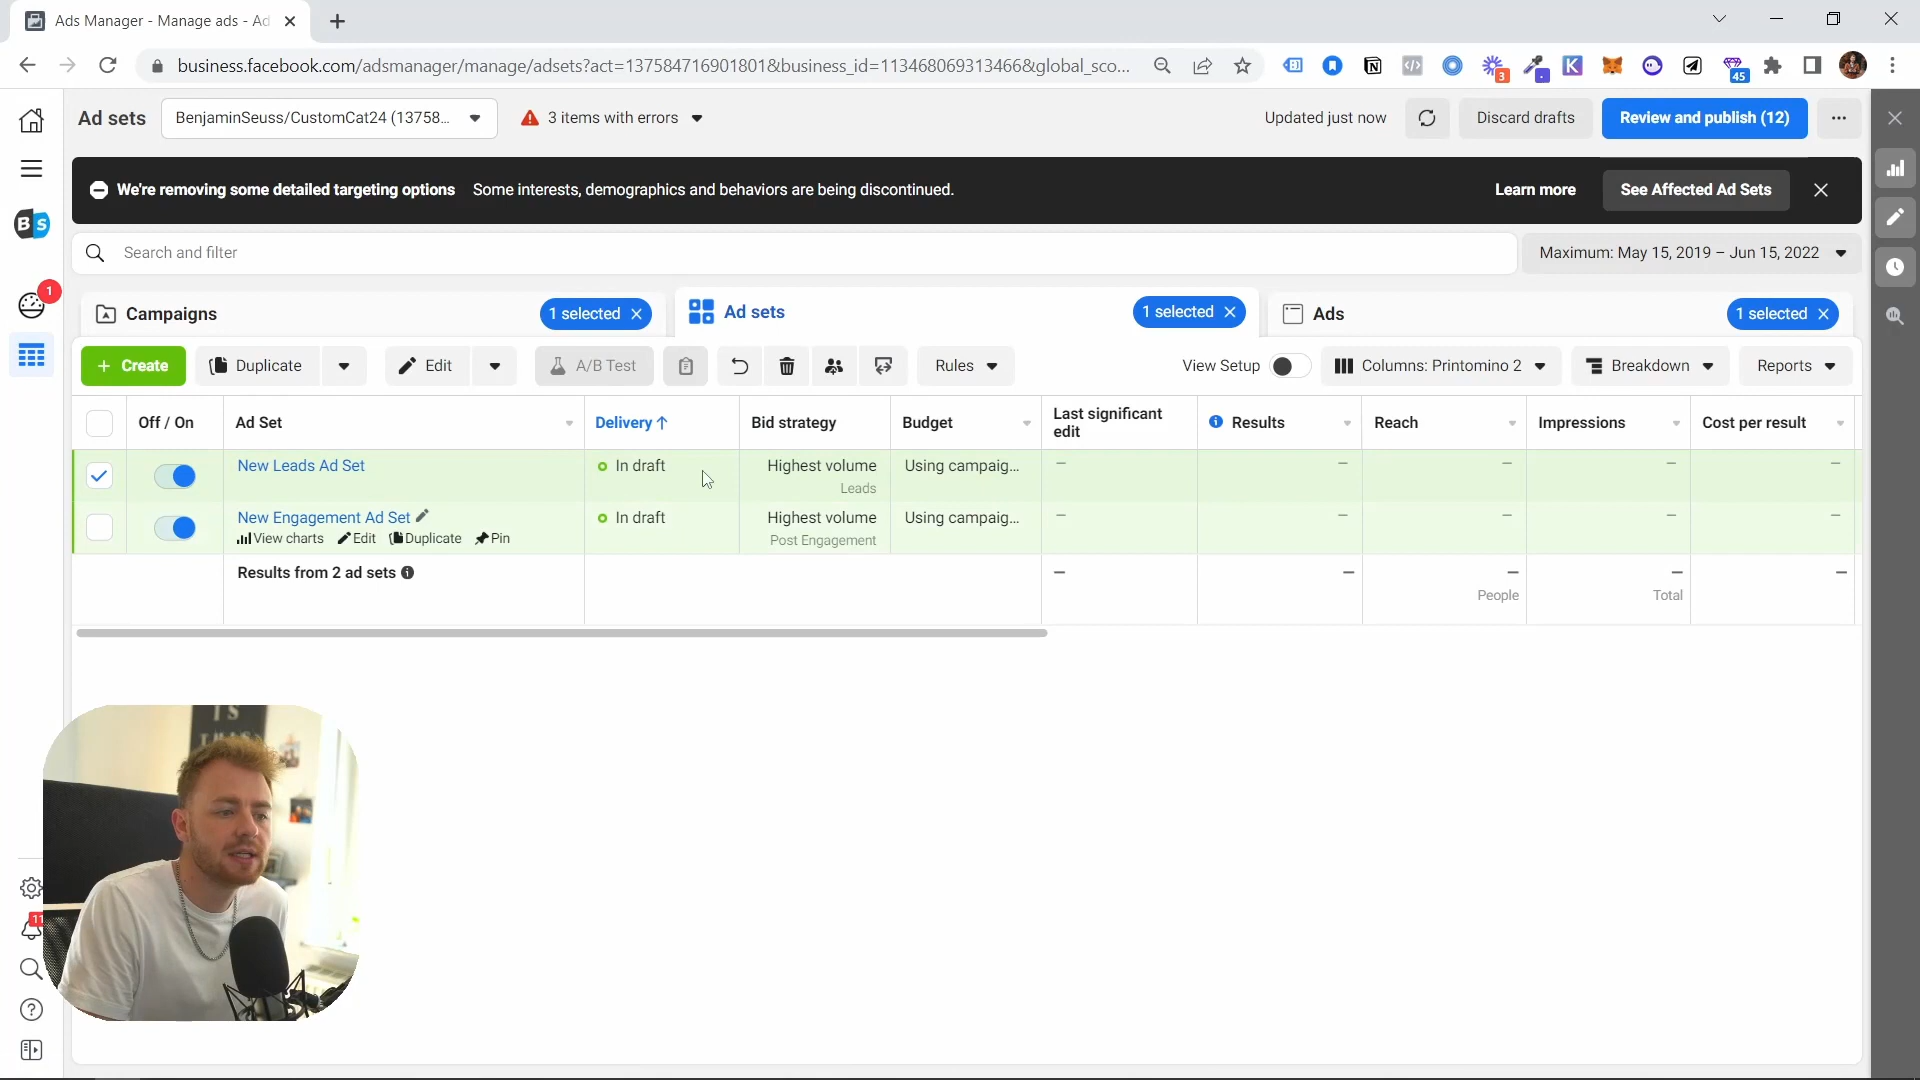 Ads Manager - Manage ads - Ad
business.facebook.com/adsmanager/manage/adsets?act=137584716901801&business_id=113468069313466&global_sco...
3
45
Ad sets
BenjaminSeuss/CustomCat24 (13758...
3 items with errors
Updated just now
Discard drafts
Review and publish (12)
We're removing some detailed targeting options
Some interests, demographics and behaviors are being discontinued.
Learn more
See Affected Ad Sets
BS
Search and filter
Maximum: May 15, 2019 – Jun 15, 2022
1
Campaigns
1 selected
Ad sets
1 selected
Ads
1 selected
+ Create
Duplicate
Edit
A/B Test
Rules
View Setup
Columns: Printomino 2
Breakdown
Reports
Off / On
Ad Set
Delivery ↑
Bid strategy
Budget
Last significant edit
Results
Reach
Impressions
Cost per result
New Leads Ad Set
In draft
Highest volume
Leads
Using campaig...
—
—
—
—
—
New Engagement Ad Set
View charts
Edit
Duplicate
Pin
In draft
Highest volume
Post Engagement
Using campaig...
—
—
—
—
—
Results from 2 ad sets
—
—
—
People
—
Total
—
IS
THIS
11